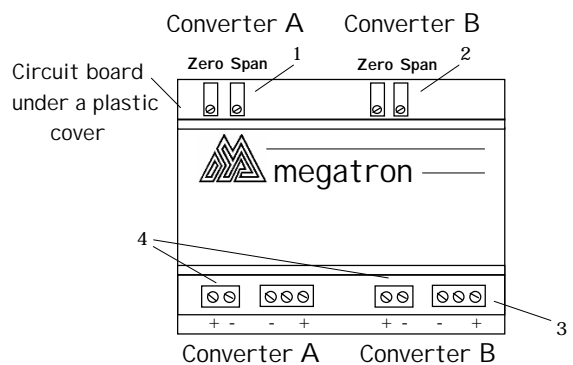 Converter A Converter B
Zero Span 1 Zero Span 2
Circuit board
under a plastic
cover
megatron
4
+ - - + + - - + 3
Converter A Converter B